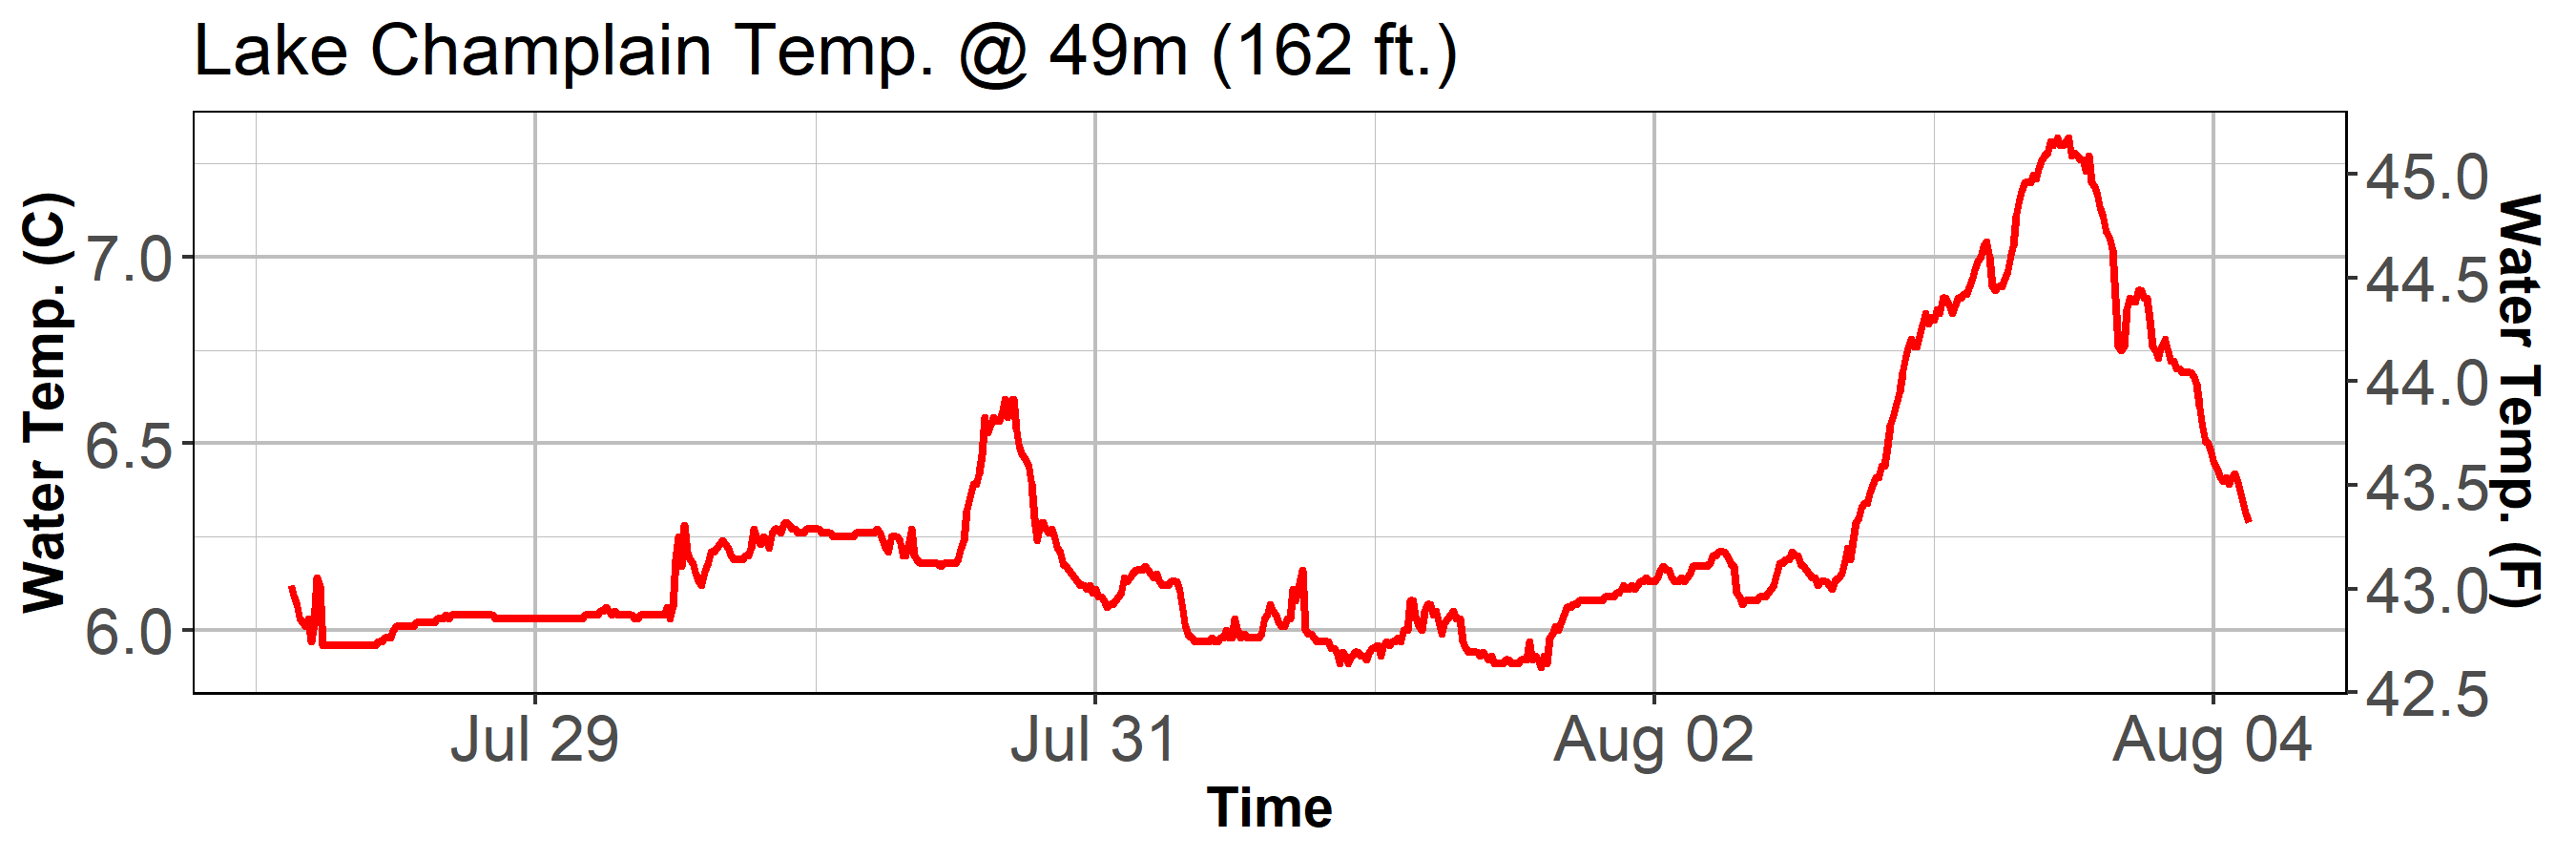 Lake Champlain Temp. @ 49m (162 ft.)
Water Temp. (C)
7.0
6.5
6.0
45.0
44.5
44.0
43.5
43.0
42.5
Water Temp. (F)
Jul 29
Jul 31
Aug 02
Aug 04
Time